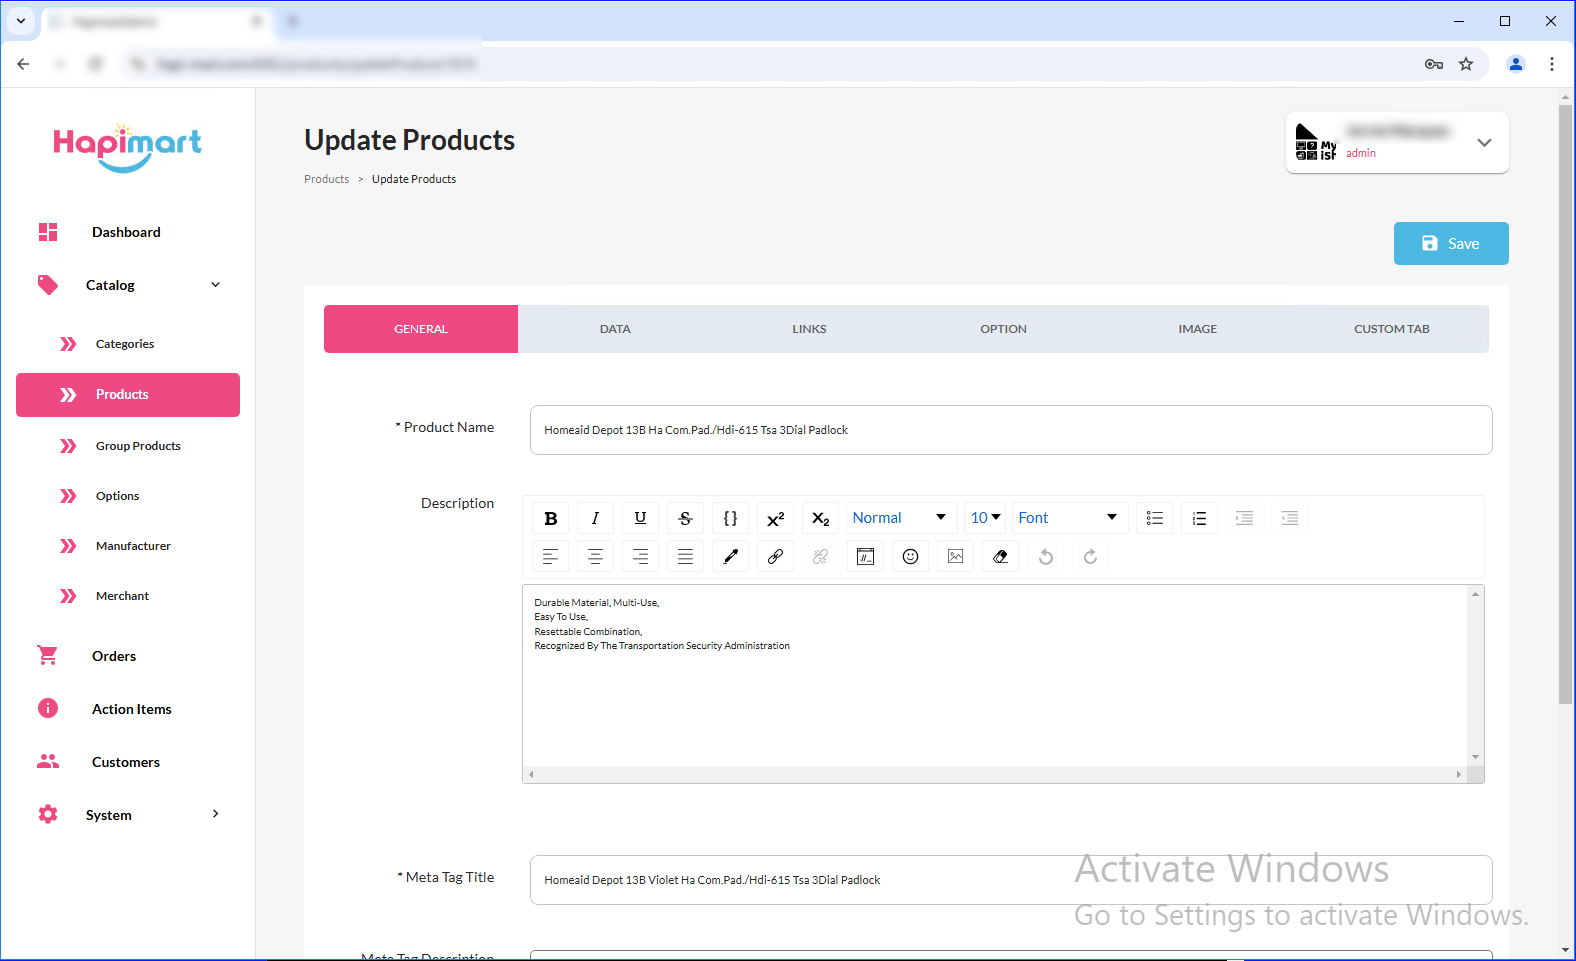 Hapimart
Update Products
Products > Update Products
My
ish
admin
Save
Dashboard
Catalog
Categories
Products
Group Products
Options
Manufacturer
Merchant
Orders
Action Items
Customers
System
GENERAL DATA LINKS OPTION IMAGE CUSTOM TAB
* Product Name
Homeaid Depot 13B Ha Com.Pad./Hdi-615 Tsa 3Dial Padlock
Description
B I U S {} X2 X2 Normal 10 Font
Durable Material, Multi-Use,
Easy To Use,
Resettable Combination,
Recognized By The Transportation Security Administration
* Meta Tag Title
Homeaid Depot 13B Violet Ha Com.Pad./Hdi-615 Tsa 3Dial Padlock
Activate Windows
Go to Settings to activate Windows.
Meta Tag Description